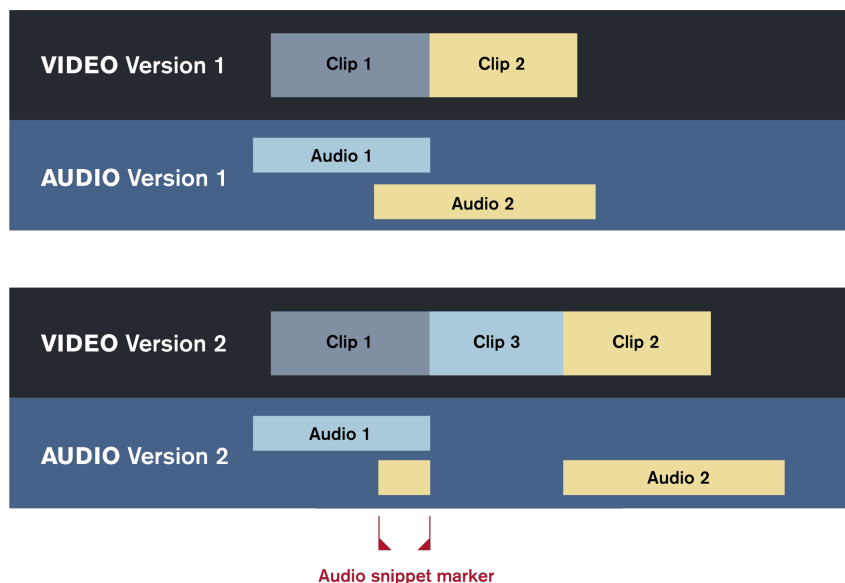 VIDEO Version 1
Clip 1
Clip 2
AUDIO Version 1
Audio 1
Audio 2
VIDEO Version 2
Clip 1
Clip 3
Clip 2
AUDIO Version 2
Audio 1
Audio 2
Audio snippet marker